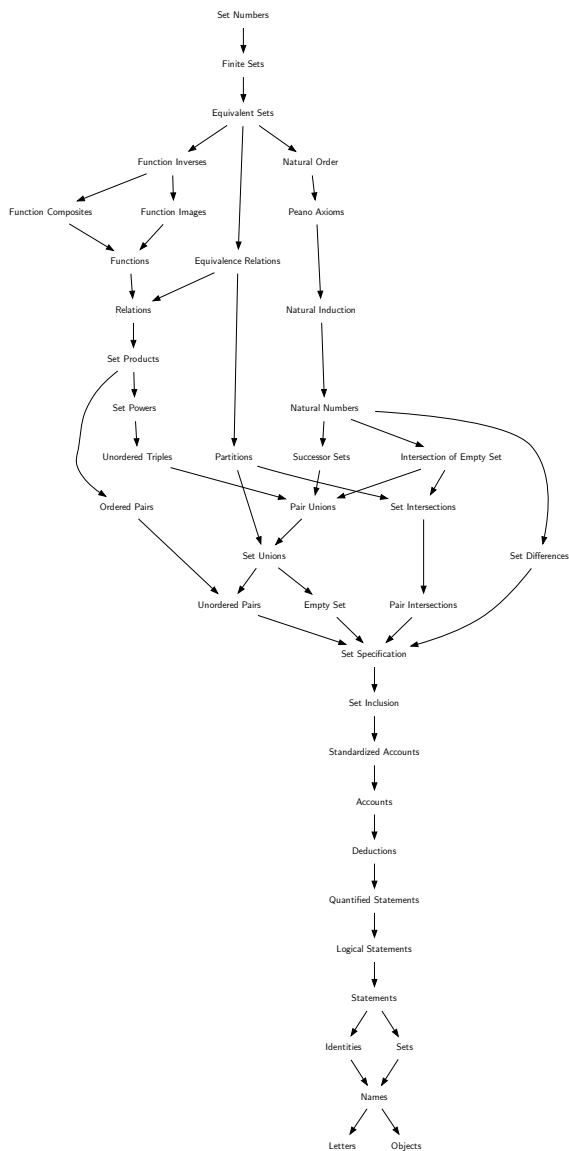 Set Numbers
Finite Sets
Equivalent Sets
Function Inverses
Natural Order
Function Composites
Function Images
Peano Axioms
Functions
Equivalence Relations
Relations
Natural Induction
Set Products
Set Powers
Natural Numbers
Unordered Triples
Partitions
Successor Sets
Intersection of Empty Set
Ordered Pairs
Pair Unions
Set Intersections
Set Unions
Set Differences
Unordered Pairs
Empty Set
Pair Intersections
Set Specification
Set Inclusion
Standardized Accounts
Accounts
Deductions
Quantified Statements
Logical Statements
Statements
Identities
Sets
Names
Letters
Objects